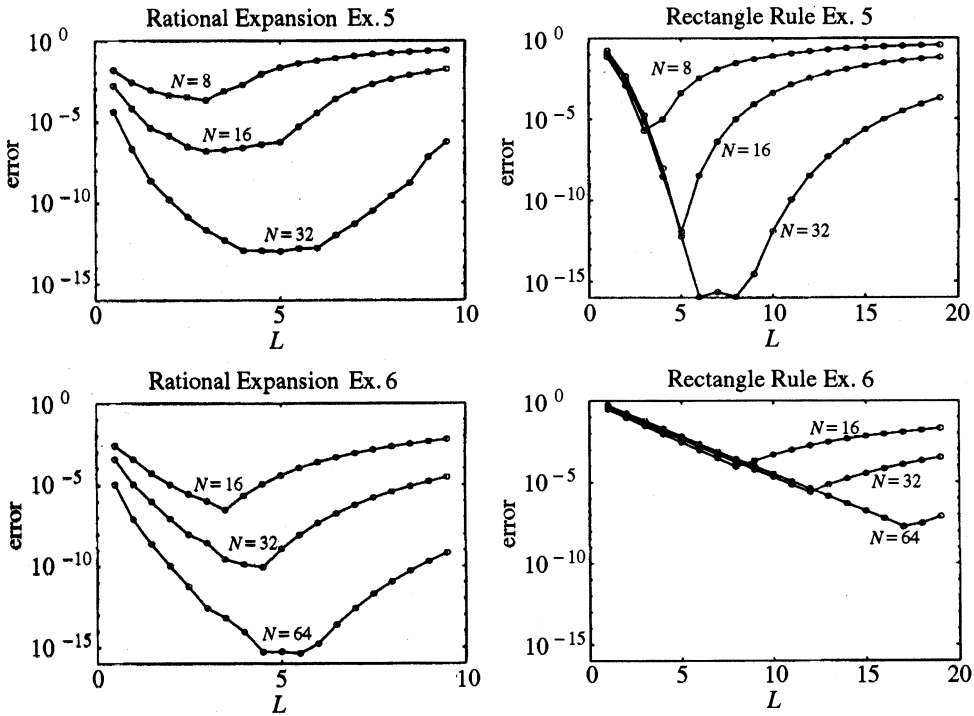 Rational Expansion Ex. 5
10^0
10^-5
10^-10
10^-15
error
N=8
N=16
N=32
0
5
10
L
Rectangle Rule Ex. 5
10^0
10^-5
10^-10
10^-15
error
N=8
N=16
N=32
0
5
10
15
20
L
Rational Expansion Ex. 6
10^0
10^-5
10^-10
10^-15
error
N=16
N=32
N=64
0
5
10
L
Rectangle Rule Ex. 6
10^0
10^-5
10^-10
10^-15
error
N=16
N=32
N=64
0
5
10
15
20
L